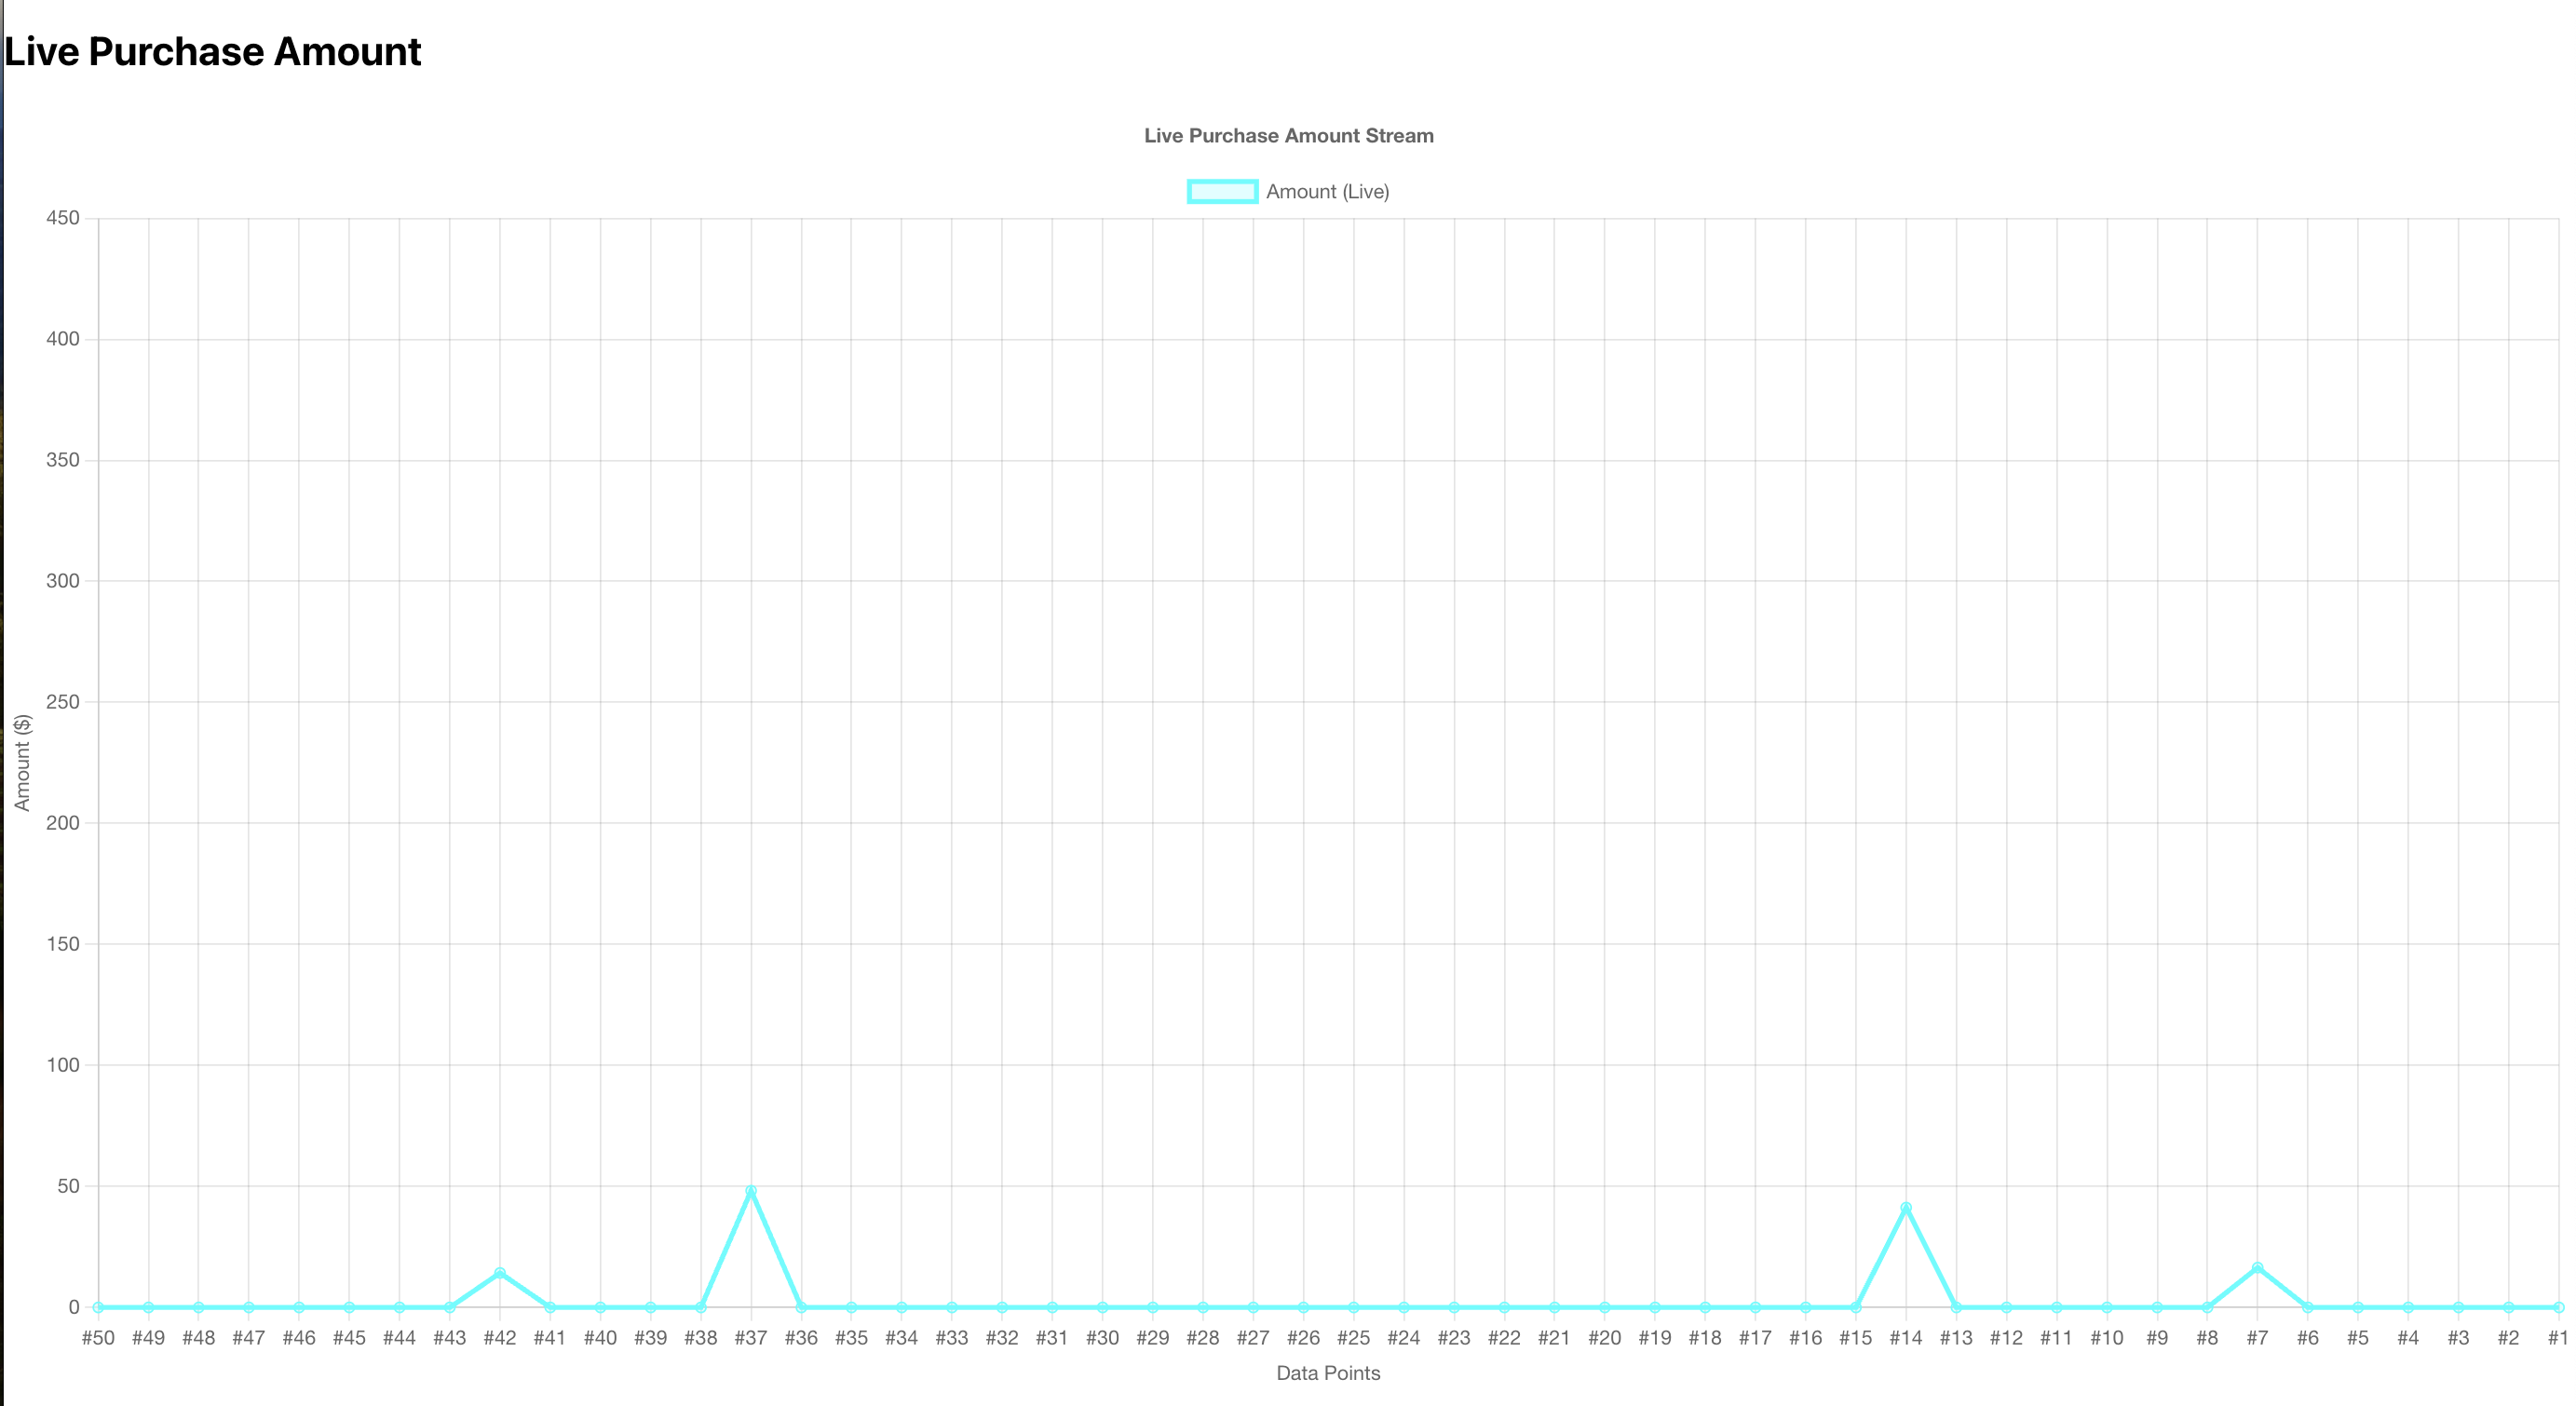 Live Purchase Amount
Live Purchase Amount Stream
Amount (Live)
450
400
350
300
250
200
150
100
50
0
Amount ($)
#50 #49 #48 #47 #46 #45 #44 #43 #42 #41 #40 #39 #38 #37 #36 #35 #34 #33 #32 #31 #30 #29 #28 #27 #26 #25 #24 #23 #22 #21 #20 #19 #18 #17 #16 #15 #14 #13 #12 #11 #10 #9 #8 #7 #6 #5 #4 #3 #2 #1
Data Points